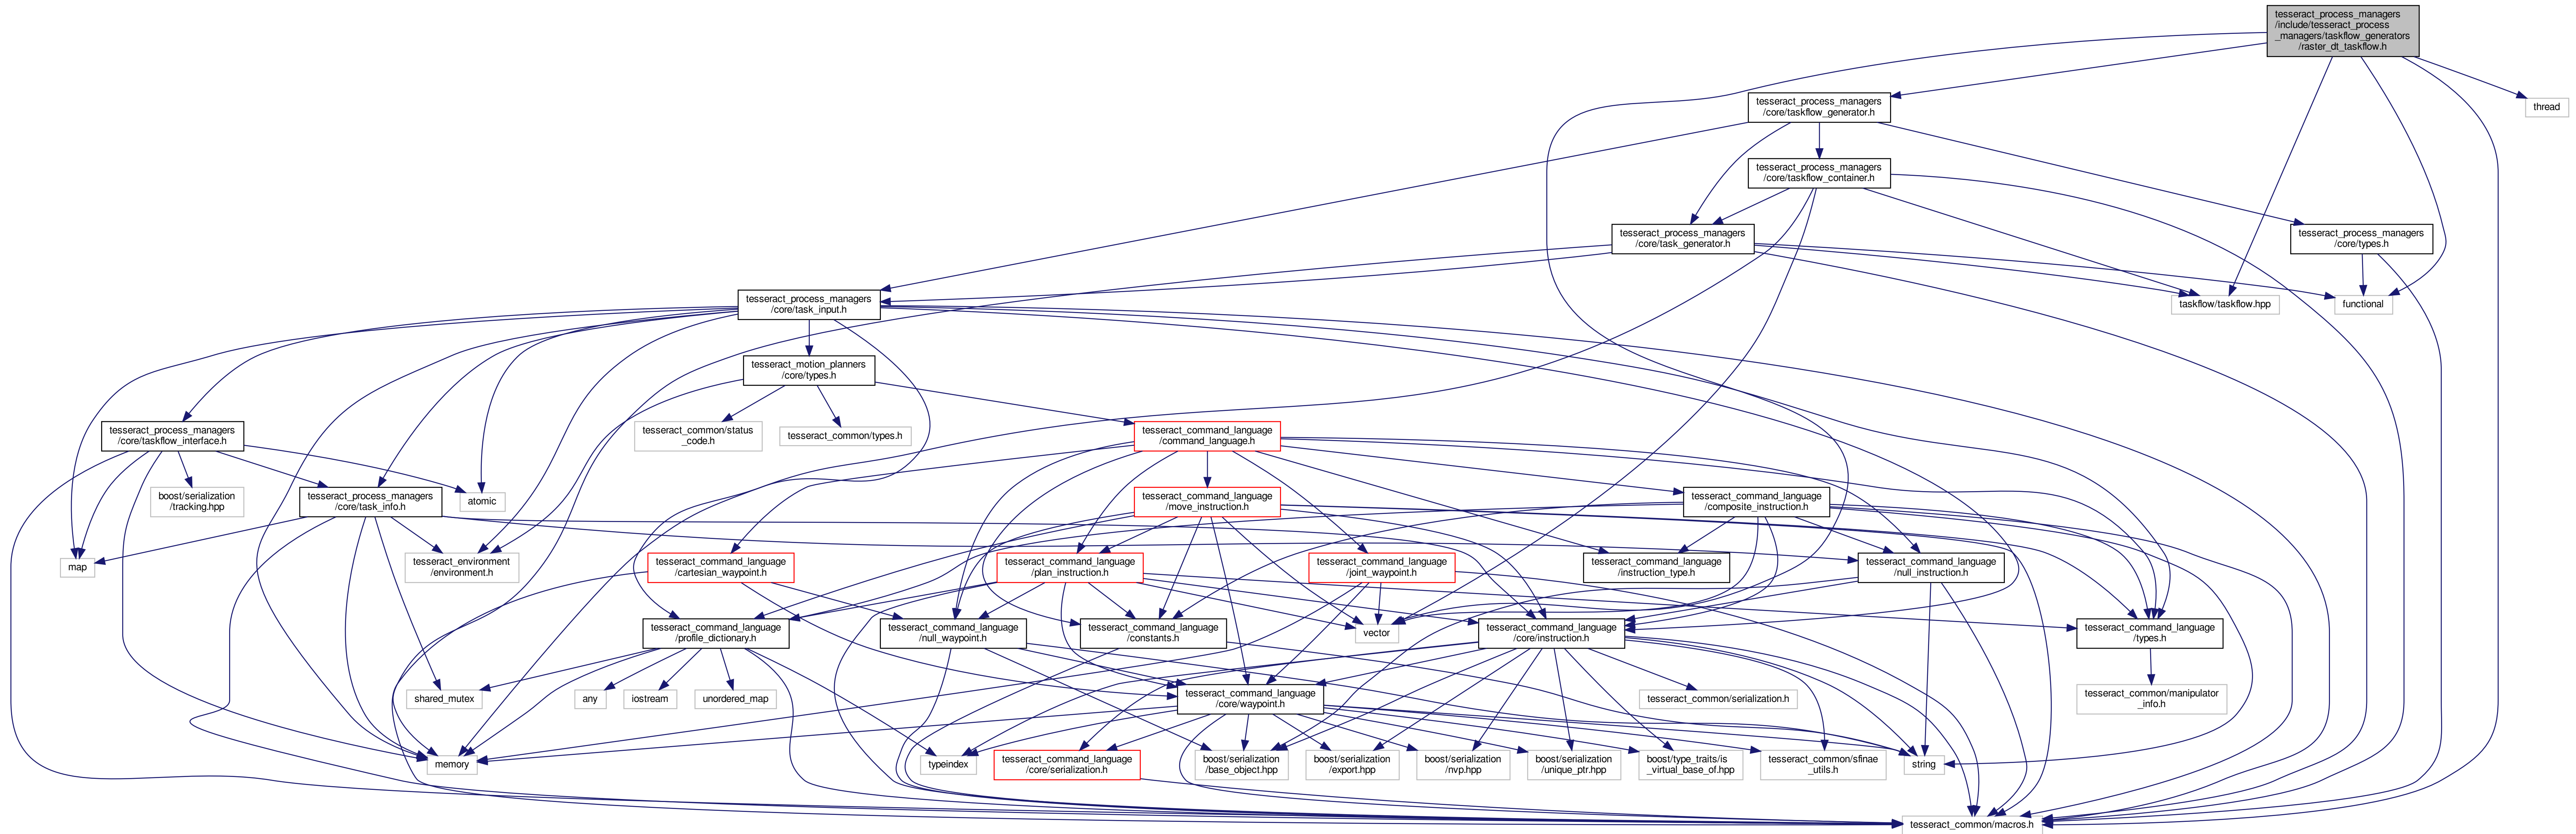 tesseract_process_managers
/include/tesseract_process
_managers/taskflow_generators
/raster_dt_taskflow.h
tesseract_process_managers
/core/taskflow_generator.h
thread
tesseract_process_managers
/core/taskflow_container.h
tesseract_process_managers
/core/task_generator.h
tesseract_process_managers
/core/types.h
tesseract_process_managers
/core/task_input.h
taskflow/taskflow.hpp
functional
tesseract_motion_planners
/core/types.h
tesseract_process_managers
/core/taskflow_interface.h
tesseract_common/status
_code.h
tesseract_common/types.h
tesseract_command_language
/command_language.h
boost/serialization
/tracking.hpp
tesseract_process_managers
/core/task_info.h
atomic
tesseract_command_language
/move_instruction.h
tesseract_command_language
/composite_instruction.h
map
tesseract_environment
/environment.h
tesseract_command_language
/cartesian_waypoint.h
tesseract_command_language
/plan_instruction.h
tesseract_command_language
/joint_waypoint.h
tesseract_command_language
/instruction_type.h
tesseract_command_language
/null_instruction.h
tesseract_command_language
/profile_dictionary.h
tesseract_command_language
/null_waypoint.h
tesseract_command_language
/constants.h
vector
tesseract_command_language
/core/instruction.h
tesseract_command_language
/types.h
shared_mutex
any
iostream
unordered_map
tesseract_command_language
/core/waypoint.h
tesseract_common/serialization.h
tesseract_common/manipulator
_info.h
memory
typeindex
tesseract_command_language
/core/serialization.h
boost/serialization
/base_object.hpp
boost/serialization
/export.hpp
boost/serialization
/nvp.hpp
boost/serialization
/unique_ptr.hpp
boost/type_traits/is
_virtual_base_of.hpp
tesseract_common/sfinae
_utils.h
string
tesseract_common/macros.h